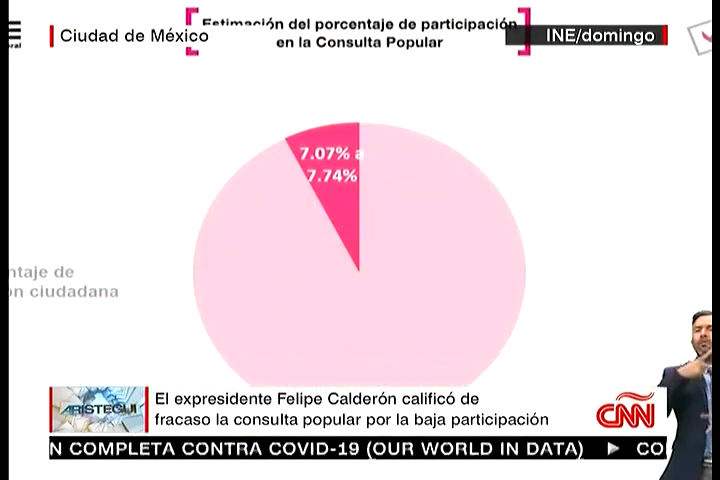 Estimación del porcentaje de participación
en la Consulta Popular
Ciudad de México
INE/domingo
7.07% a
7.74%
ntaje de
ón ciudadana
El expresidente Felipe Calderón calificó de
fracaso la consulta popular por la baja participación
ARISTEGUI
CNN
N COMPLETA CONTRA COVID-19 (OUR WORLD IN DATA) ▶ CO